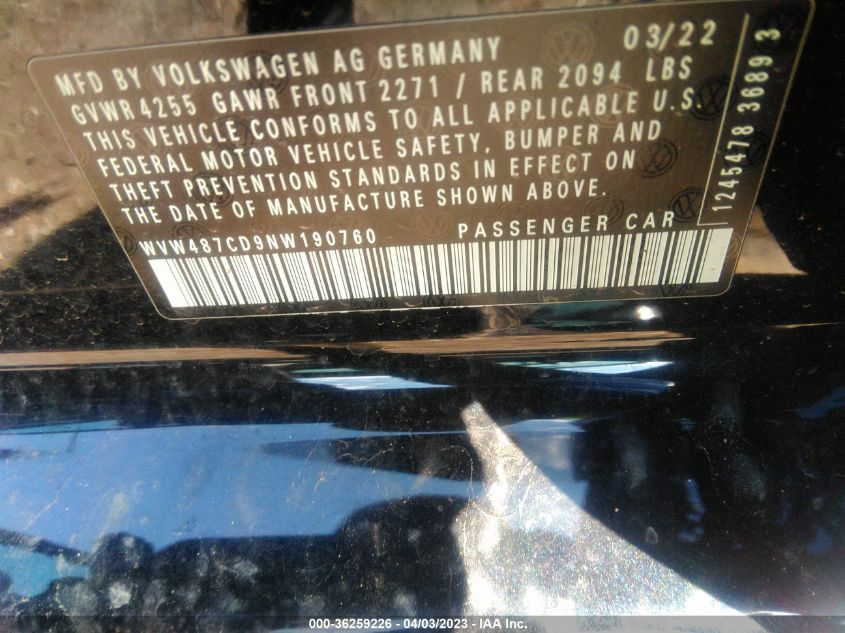 MFD BY VOLKSWAGEN AG GERMANY 03/22
GVWR 4255 GAWR FRONT 2271 / REAR 2094 LBS
THIS VEHICLE CONFORMS TO ALL APPLICABLE U.S.
FEDERAL MOTOR VEHICLE SAFETY, BUMPER AND
THEFT PREVENTION STANDARDS IN EFFECT ON
THE DATE OF MANUFACTURE SHOWN ABOVE.
WVW487CD9NW190760 PASSENGER CAR
1245478 3689 3
000-36259226 - 04/03/2023 - IAA Inc.